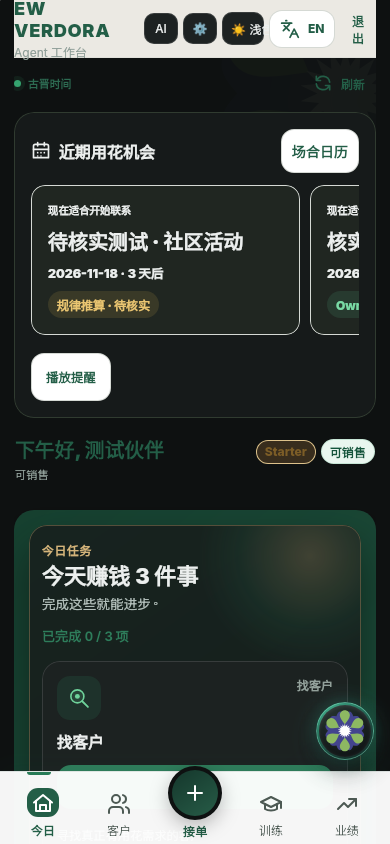 EW
VERDORA
Agent 工作台
AI
EN
退
出
古晋时间
刷新
近期用花机会
场合日历
现在适合开始联系
待核实测试 · 社区活动
2026-11-18 · 3 天后
规律推算 · 待核实
现在适
核实
2026
Own
播放提醒
下午好, 测试伙伴
Starter
可销售
可销售
今日任务
今天赚钱 3 件事
完成这些就能进步。
已完成 0 / 3 项
找客户
找客户
今日
客户
接单
训练
业绩